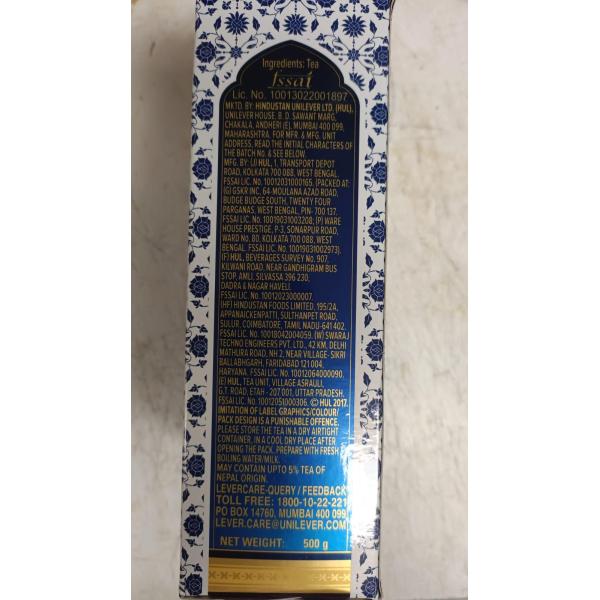 Ingredients: Tea
fssai
Lic. No. 10013022001897
MKTD. BY: HINDUSTAN UNILEVER LTD. (HUL),
UNILEVER HOUSE, B. D. SAWANT MARG,
CHAKALA, ANDHERI (E), MUMBAI 400 099,
MAHARASHTRA. FOR MFR. & MFG. UNIT
ADDRESS, READ THE INITIAL CHARACTERS OF
THE BATCH No. & SEE BELOW.
MFG. BY: (J) HUL, 1, TRANSPORT DEPOT
ROAD, KOLKATA 700 088, WEST BENGAL.
FSSAI LIC. No. 10012031000165. (PACKED AT:
(G) GSKR INC, 64-MOULANA AZAD ROAD,
BUDGE BUDGE SOUTH, TWENTY FOUR
PARGANAS, WEST BENGAL, PIN- 700 137.
FSSAI LIC. No. 10019031003208; (P) WARE
HOUSE PRESTIGE, P-3, SONARPUR ROAD,
WARD No. 80, KOLKATA 700 088, WEST
BENGAL. FSSAI LIC. No. 10019031002973).
(F) HUL, BEVERAGES SURVEY No. 907,
KILWANI ROAD, NEAR GANDHIGRAM BUS
STOP, AMLI, SILVASSA 396 230,
DADRA & NAGAR HAVELI.
FSSAI LIC. No. 10012023000007.
(HF) HINDUSTAN FOODS LIMITED, 195/2A,
APPANAICKENPATTI, SULTHANPET ROAD,
SULUR, COIMBATORE, TAMIL NADU-641 402.
FSSAI LIC. No. 10018042004059. (W) SWARAJ
TECHNO ENGINEERS PVT. LTD., 42 KM, DELHI
MATHURA ROAD, NH 2, NEAR VILLAGE- SIKRI
BALLABHGARH, FARIDABAD 121 004,
HARYANA. FSSAI LIC. No. 10012064000090.
(E) HUL, TEA UNIT, VILLAGE ASRAULI,
G.T. ROAD, ETAH - 207 001, UTTAR PRADESH.
FSSAI LIC. No. 10012051000306. © HUL 2017.
IMITATION OF LABEL GRAPHICS/COLOUR/
PACK DESIGN IS A PUNISHABLE OFFENCE.
PLEASE STORE THE TEA IN A DRY AIRTIGHT
CONTAINER, IN A COOL DRY PLACE AFTER
OPENING THE PACK. PREPARE WITH FRESH
BOILING WATER/MILK.
MAY CONTAIN UPTO 5% TEA OF
NEPAL ORIGIN.
LEVERCARE-QUERY / FEEDBACK
TOLL FREE: 1800-10-22-221
PO BOX 14760, MUMBAI 400 099
LEVER.CARE@UNILEVER.COM
NET WEIGHT: 500 g